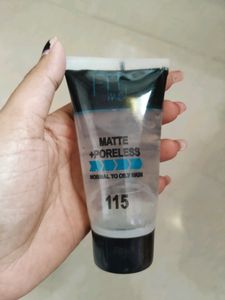 MATTE
+PORELESS
NORMAL TO OILY SKIN
115